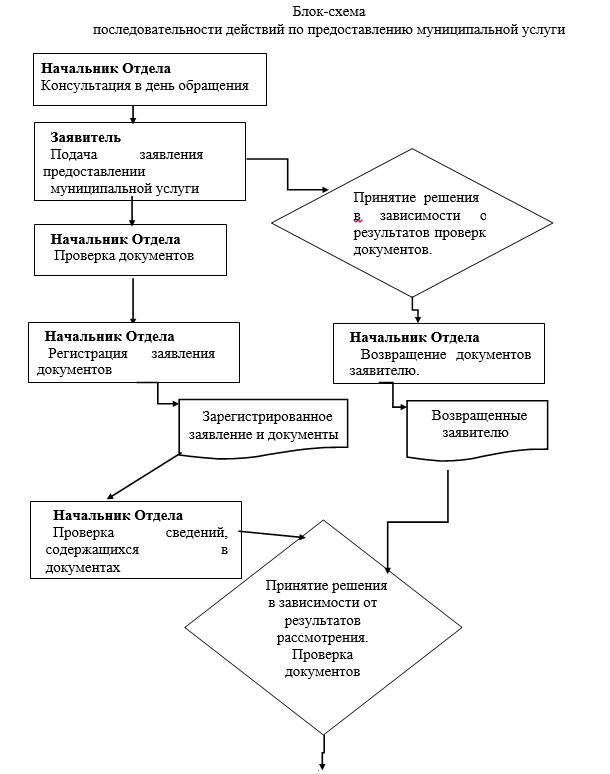 Блок-схема
последовательности действий по предоставлению муниципальной услуги
Начальник Отдела
Консультация в день обращения
Заявитель
Подача заявления
предоставлении
муниципальной услуги
Принятие решения
в зависимости о
результатов проверк
документов.
Начальник Отдела
Проверка документов
Начальник Отдела
Регистрация заявления
документов
Начальник Отдела
Возвращение документов
заявителю.
Зарегистрированное
заявление и документы
Возвращенные
заявителю
Начальник Отдела
Проверка сведений,
содержащихся в
документах
Принятие решения
в зависимости от
результатов
рассмотрения.
Проверка
документов